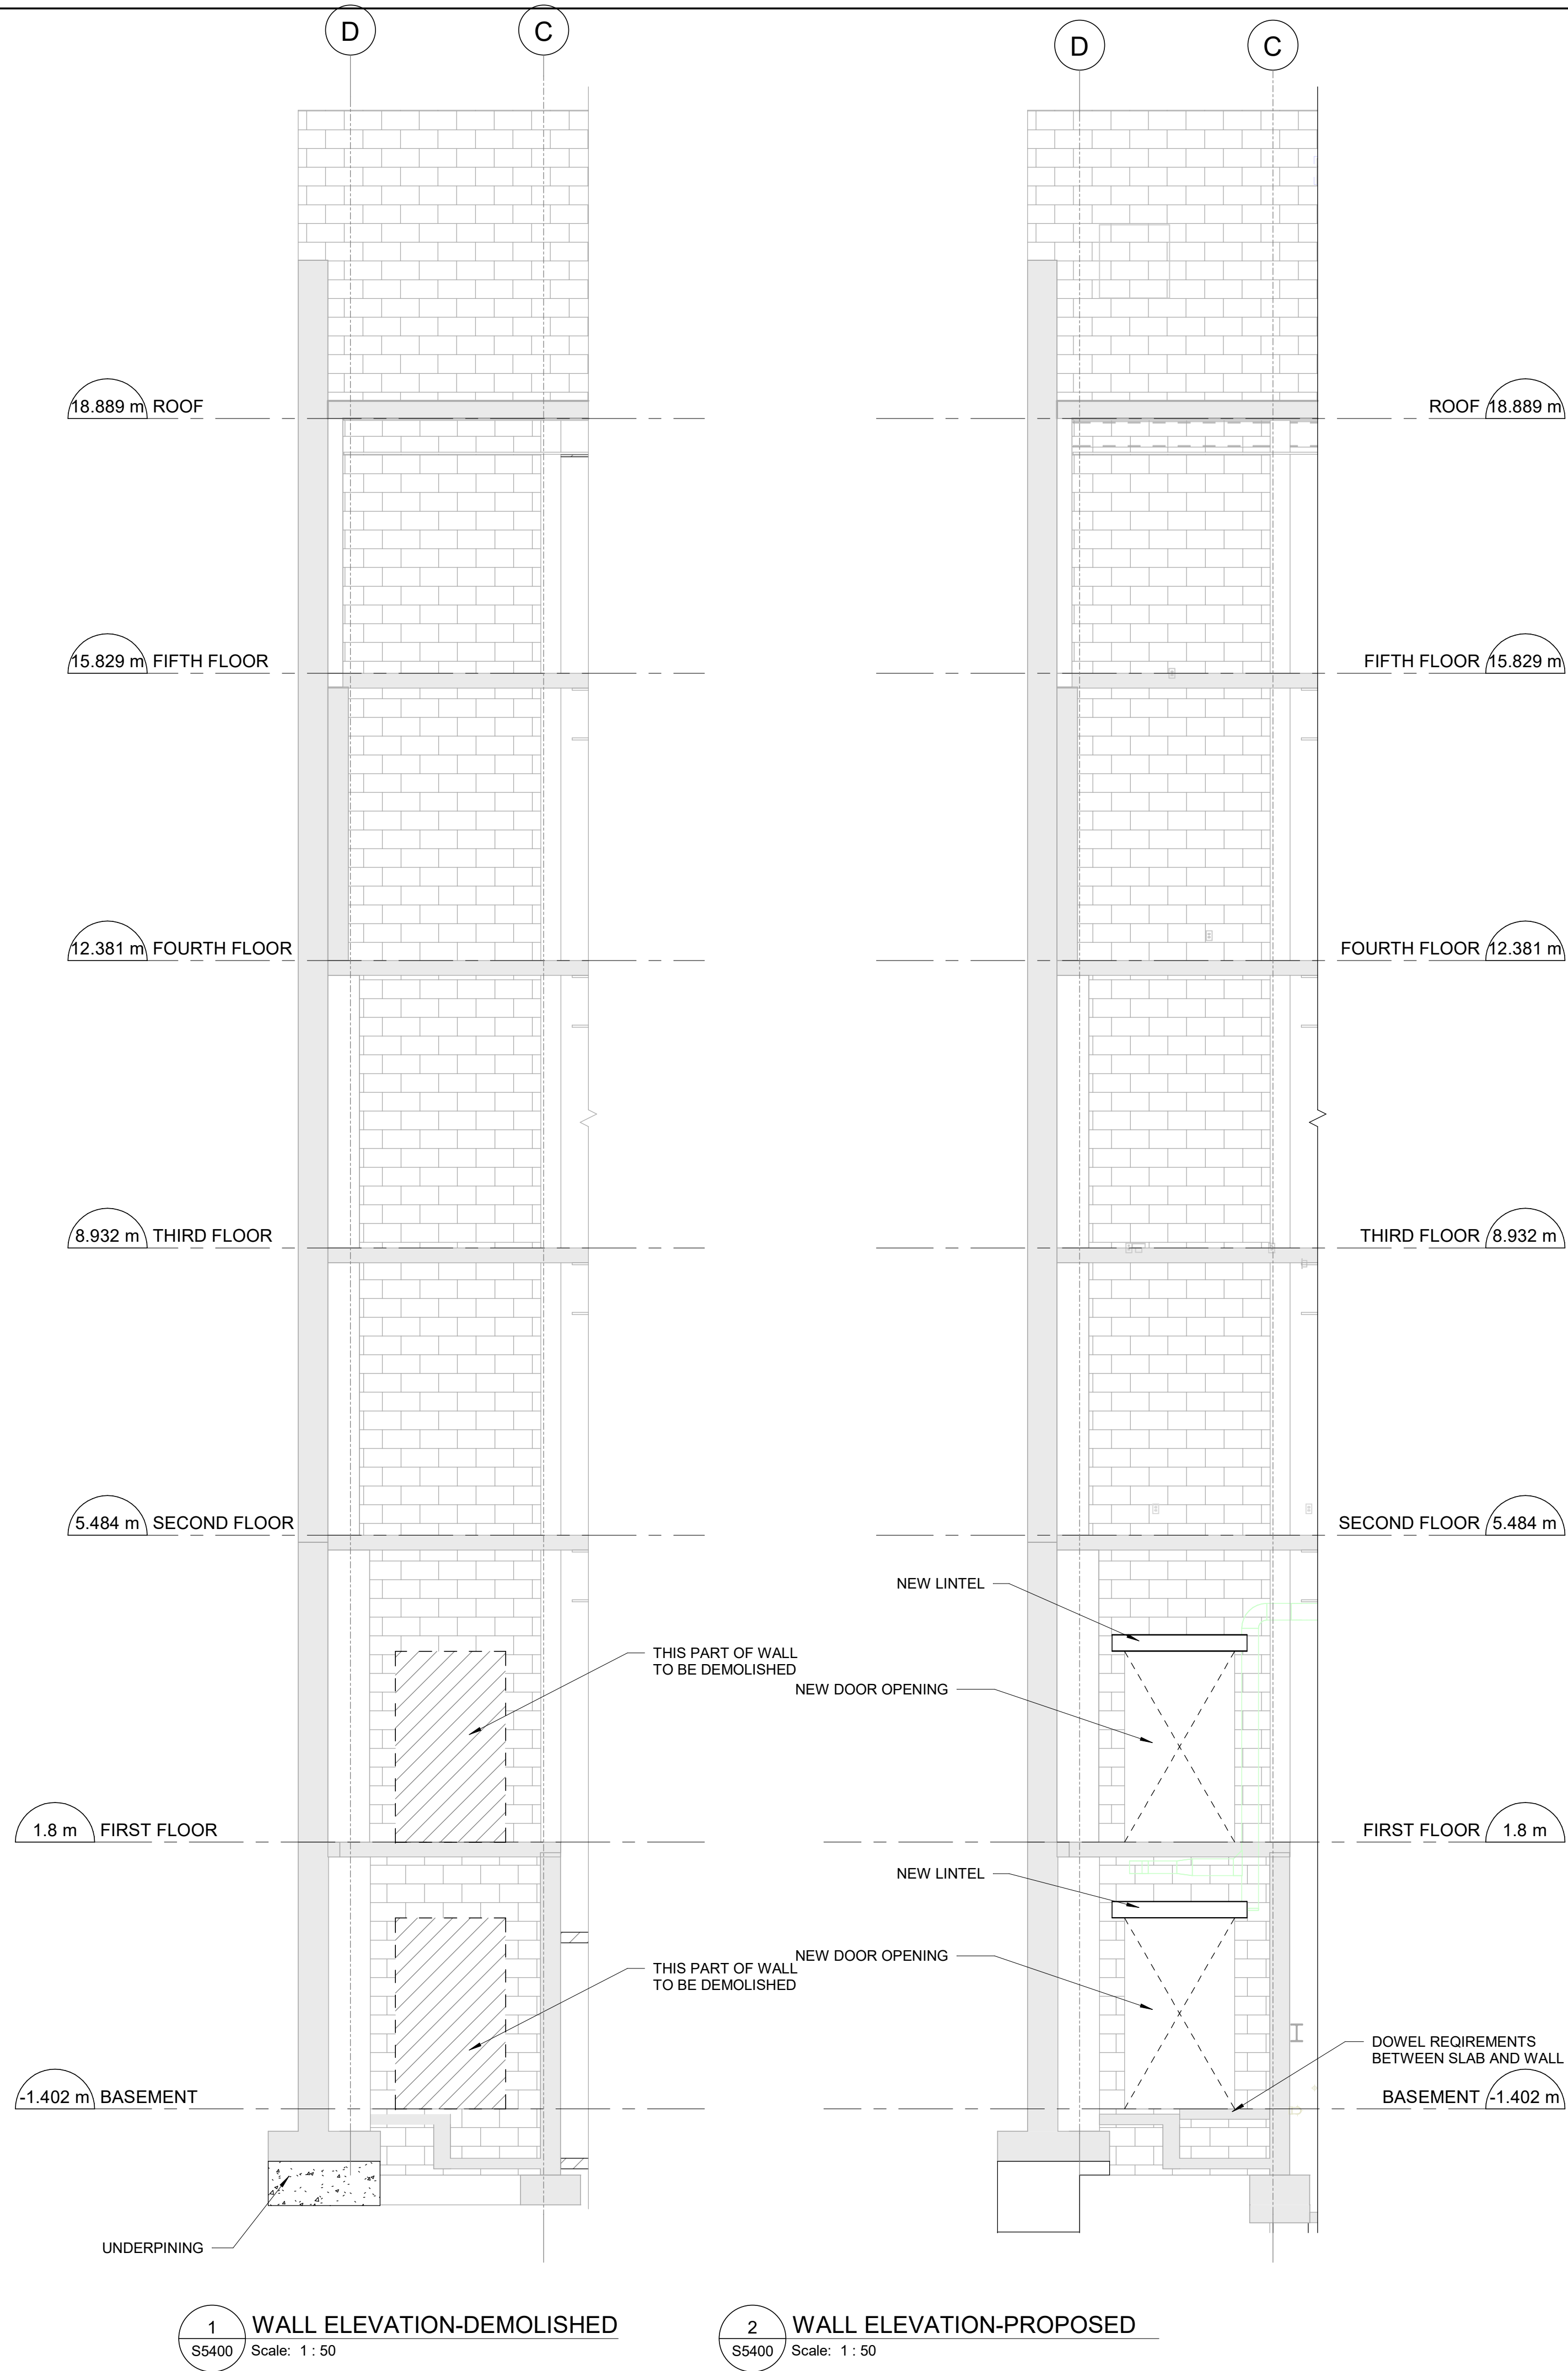 D
C
D
C
18.889 m ROOF
ROOF 18.889 m
15.829 m FIFTH FLOOR
FIFTH FLOOR 15.829 m
12.381 m FOURTH FLOOR
FOURTH FLOOR 12.381 m
8.932 m THIRD FLOOR
THIRD FLOOR 8.932 m
5.484 m SECOND FLOOR
SECOND FLOOR 5.484 m
NEW LINTEL
THIS PART OF WALL
TO BE DEMOLISHED
NEW DOOR OPENING
1.8 m FIRST FLOOR
FIRST FLOOR 1.8 m
NEW LINTEL
THIS PART OF WALL
TO BE DEMOLISHED
NEW DOOR OPENING
DOWEL REQIREMENTS
BETWEEN SLAB AND WALL
-1.402 m BASEMENT
BASEMENT -1.402 m
UNDERPINING
1 WALL ELEVATION-DEMOLISHED
S5400 Scale: 1 : 50
2 WALL ELEVATION-PROPOSED
S5400 Scale: 1 : 50